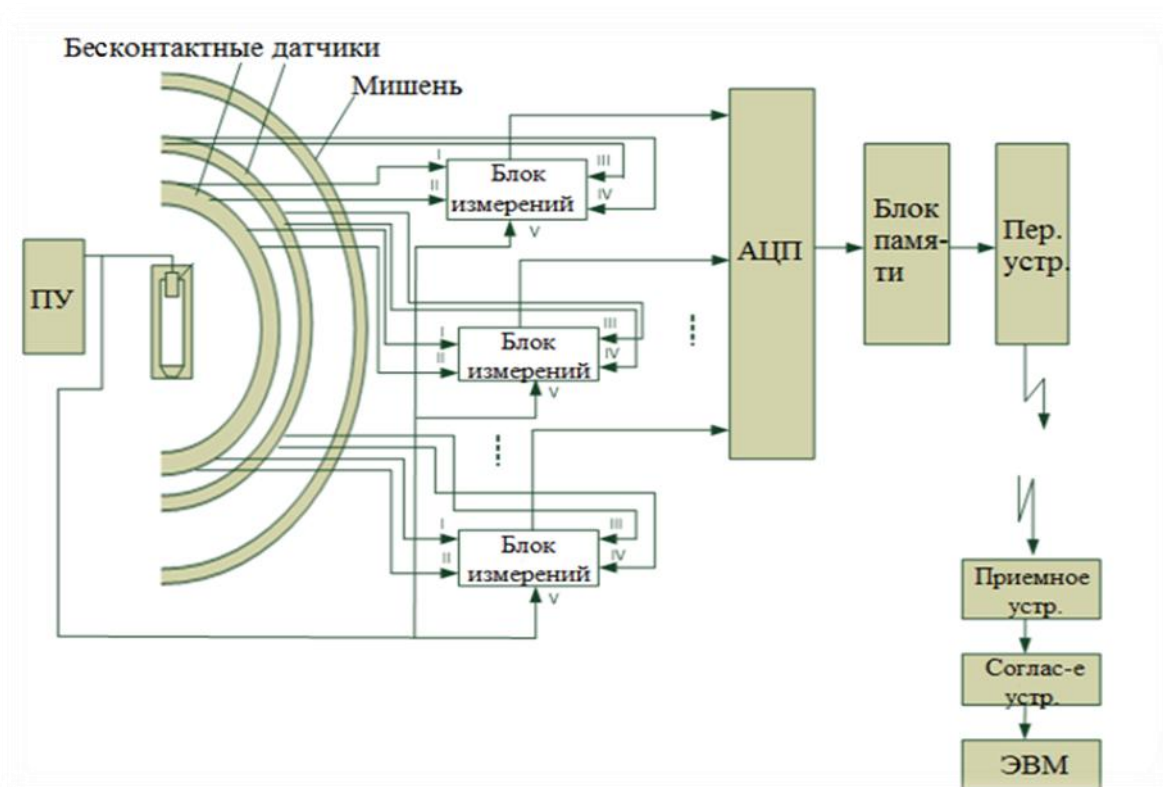 Бесконтактные датчики
Мишень
I
II
Блок
измерений
III
IV
V
ПУ
I
II
Блок
измерений
III
IV
V
I
II
Блок
измерений
III
IV
V
АЦП
Блок
памя-
ти
Пер.
устр.
Приемное
устр.
Соглас-е
устр.
ЭВМ